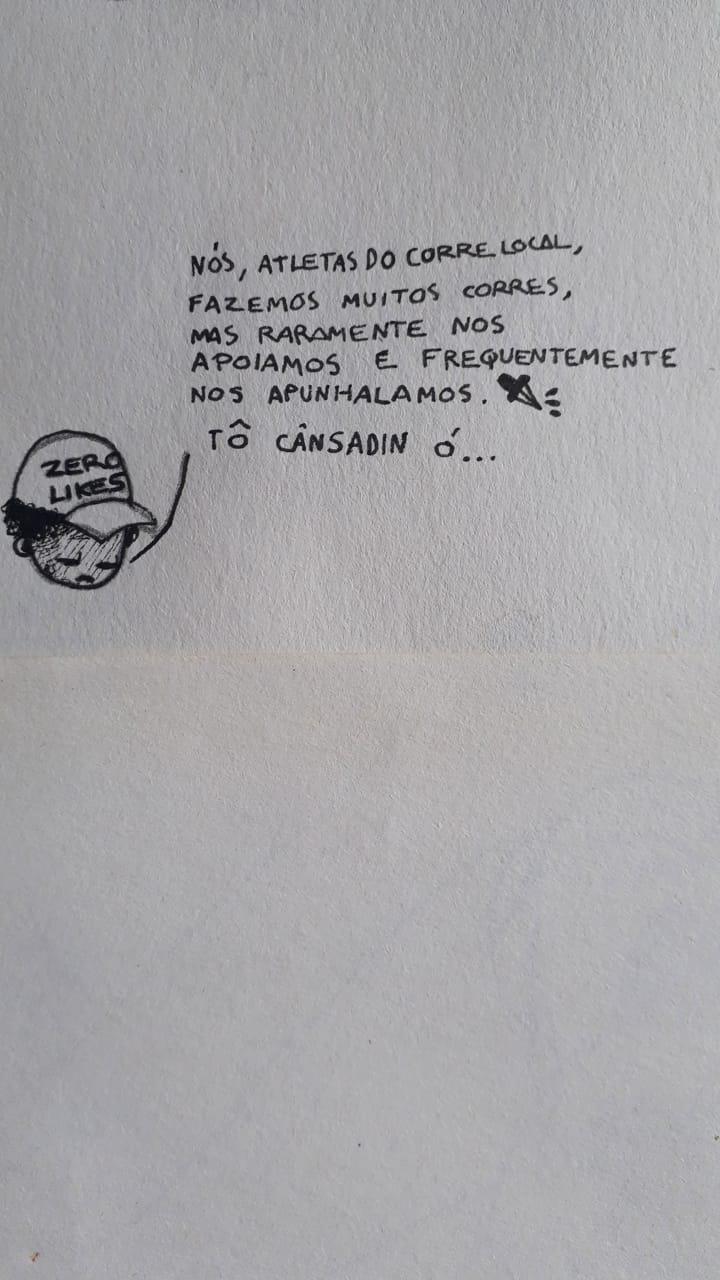 NÓS, ATLETAS DO CORRE LOCAL,
FAZEMOS MUITOS CORRES,
MAS RARAMENTE NOS
APOIAMOS E FREQUENTEMENTE
NOS APUNHALAMOS.
TÔ CÂNSADIN Ó...
ZERO
LIKES